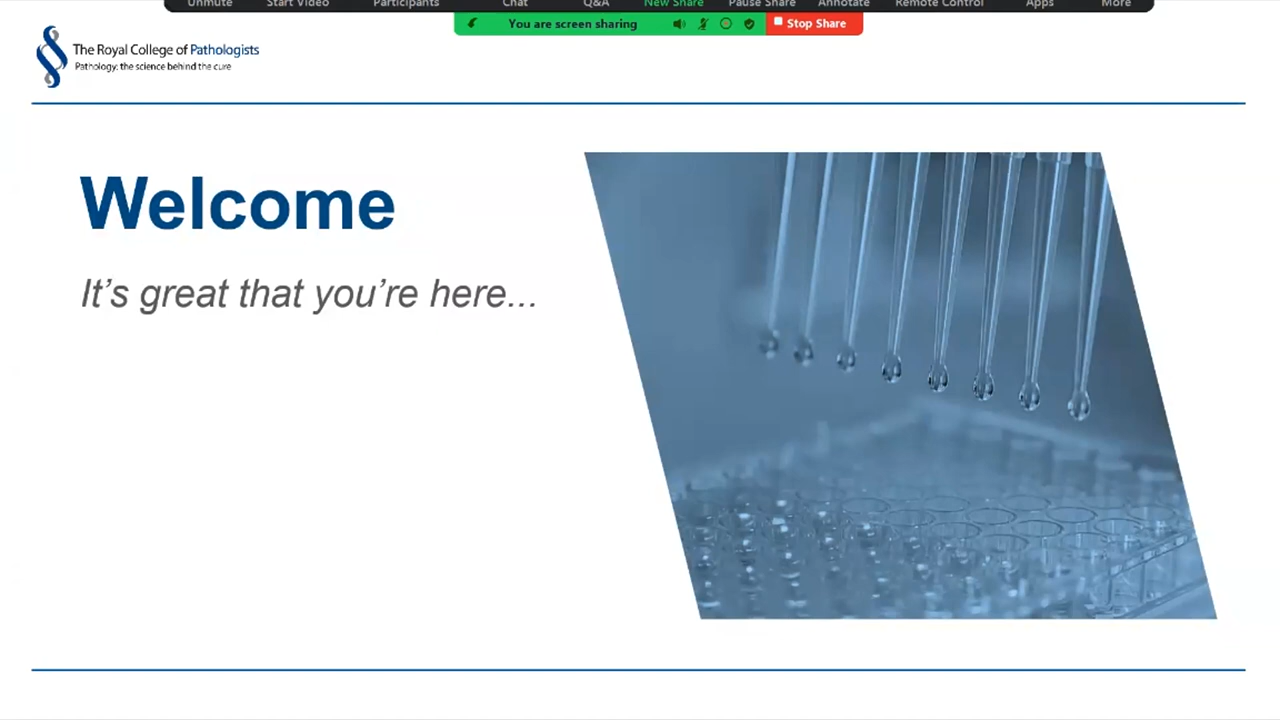 Unmute Start Video Participants Chat Q&A New Share Pause Share Annotate Remote Control Apps More
You are screen sharing Stop Share
The Royal College of Pathologists
Pathology: the science behind the cure
Welcome
It's great that you're here...